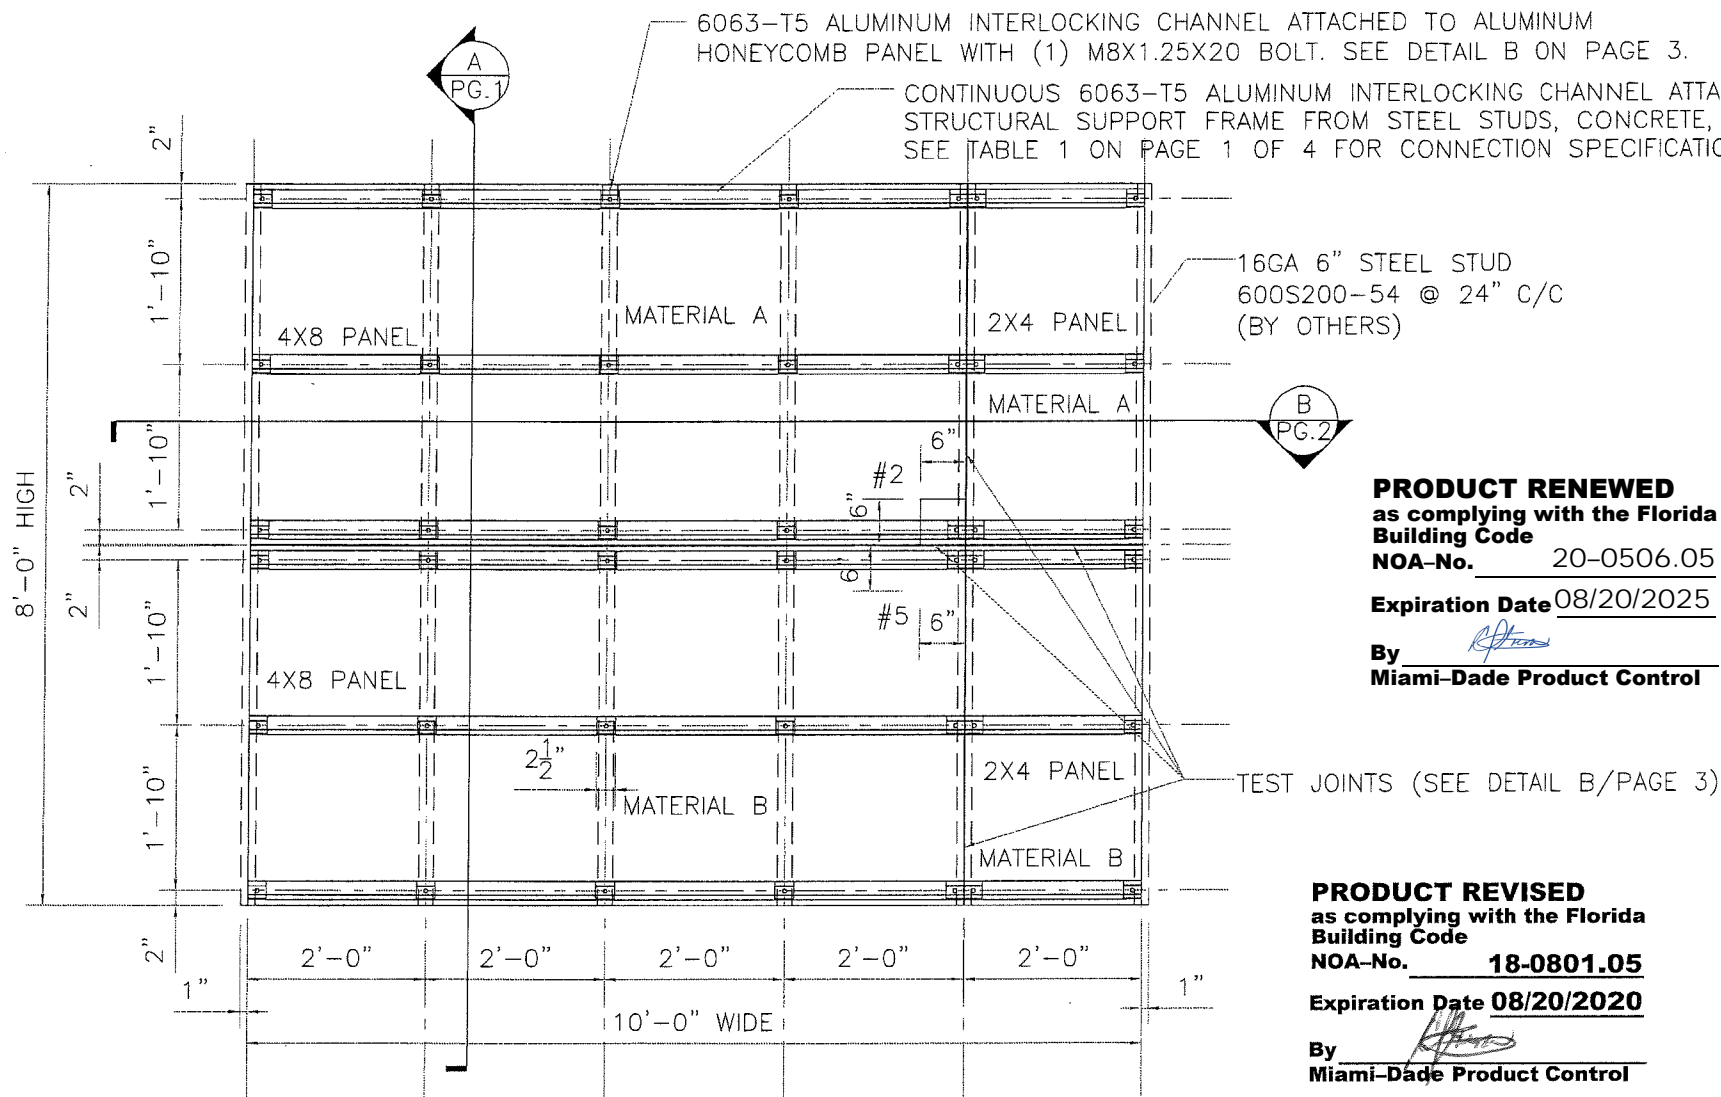 6063-T5 ALUMINUM INTERLOCKING CHANNEL ATTACHED TO ALUMINUM
HONEYCOMB PANEL WITH (1) M8X1.25X20 BOLT. SEE DETAIL B ON PAGE 3.
CONTINUOUS 6063-T5 ALUMINUM INTERLOCKING CHANNEL ATTA
STRUCTURAL SUPPORT FRAME FROM STEEL STUDS, CONCRETE,
SEE TABLE 1 ON PAGE 1 OF 4 FOR CONNECTION SPECIFICATIO
A
PG.1
2"
1'-10"
1'-10"
2"
2"
1'-10"
1'-10"
2"
8'-0" HIGH
4X8 PANEL
MATERIAL A
2X4 PANEL
MATERIAL A
16GA 6" STEEL STUD
600S200-54 @ 24" C/C
(BY OTHERS)
B
PG.2
6"
#2
6"
6"
#5
6"
4X8 PANEL
2½"
MATERIAL B
2X4 PANEL
MATERIAL B
TEST JOINTS (SEE DETAIL B/PAGE 3)
2'-0"
2'-0"
2'-0"
2'-0"
2'-0"
1"
1"
10'-0" WIDE
PRODUCT RENEWED
as complying with the Florida
Building Code
NOA-No. 20-0506.05
Expiration Date 08/20/2025
By
Miami-Dade Product Control
PRODUCT REVISED
as complying with the Florida
Building Code
NOA-No. 18-0801.05
Expiration Date 08/20/2020
By
Miami-Dade Product Control